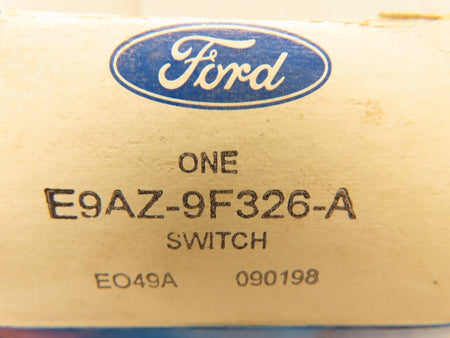 Ford
ONE
E9AZ-9F326-A
SWITCH
EO49A 090198